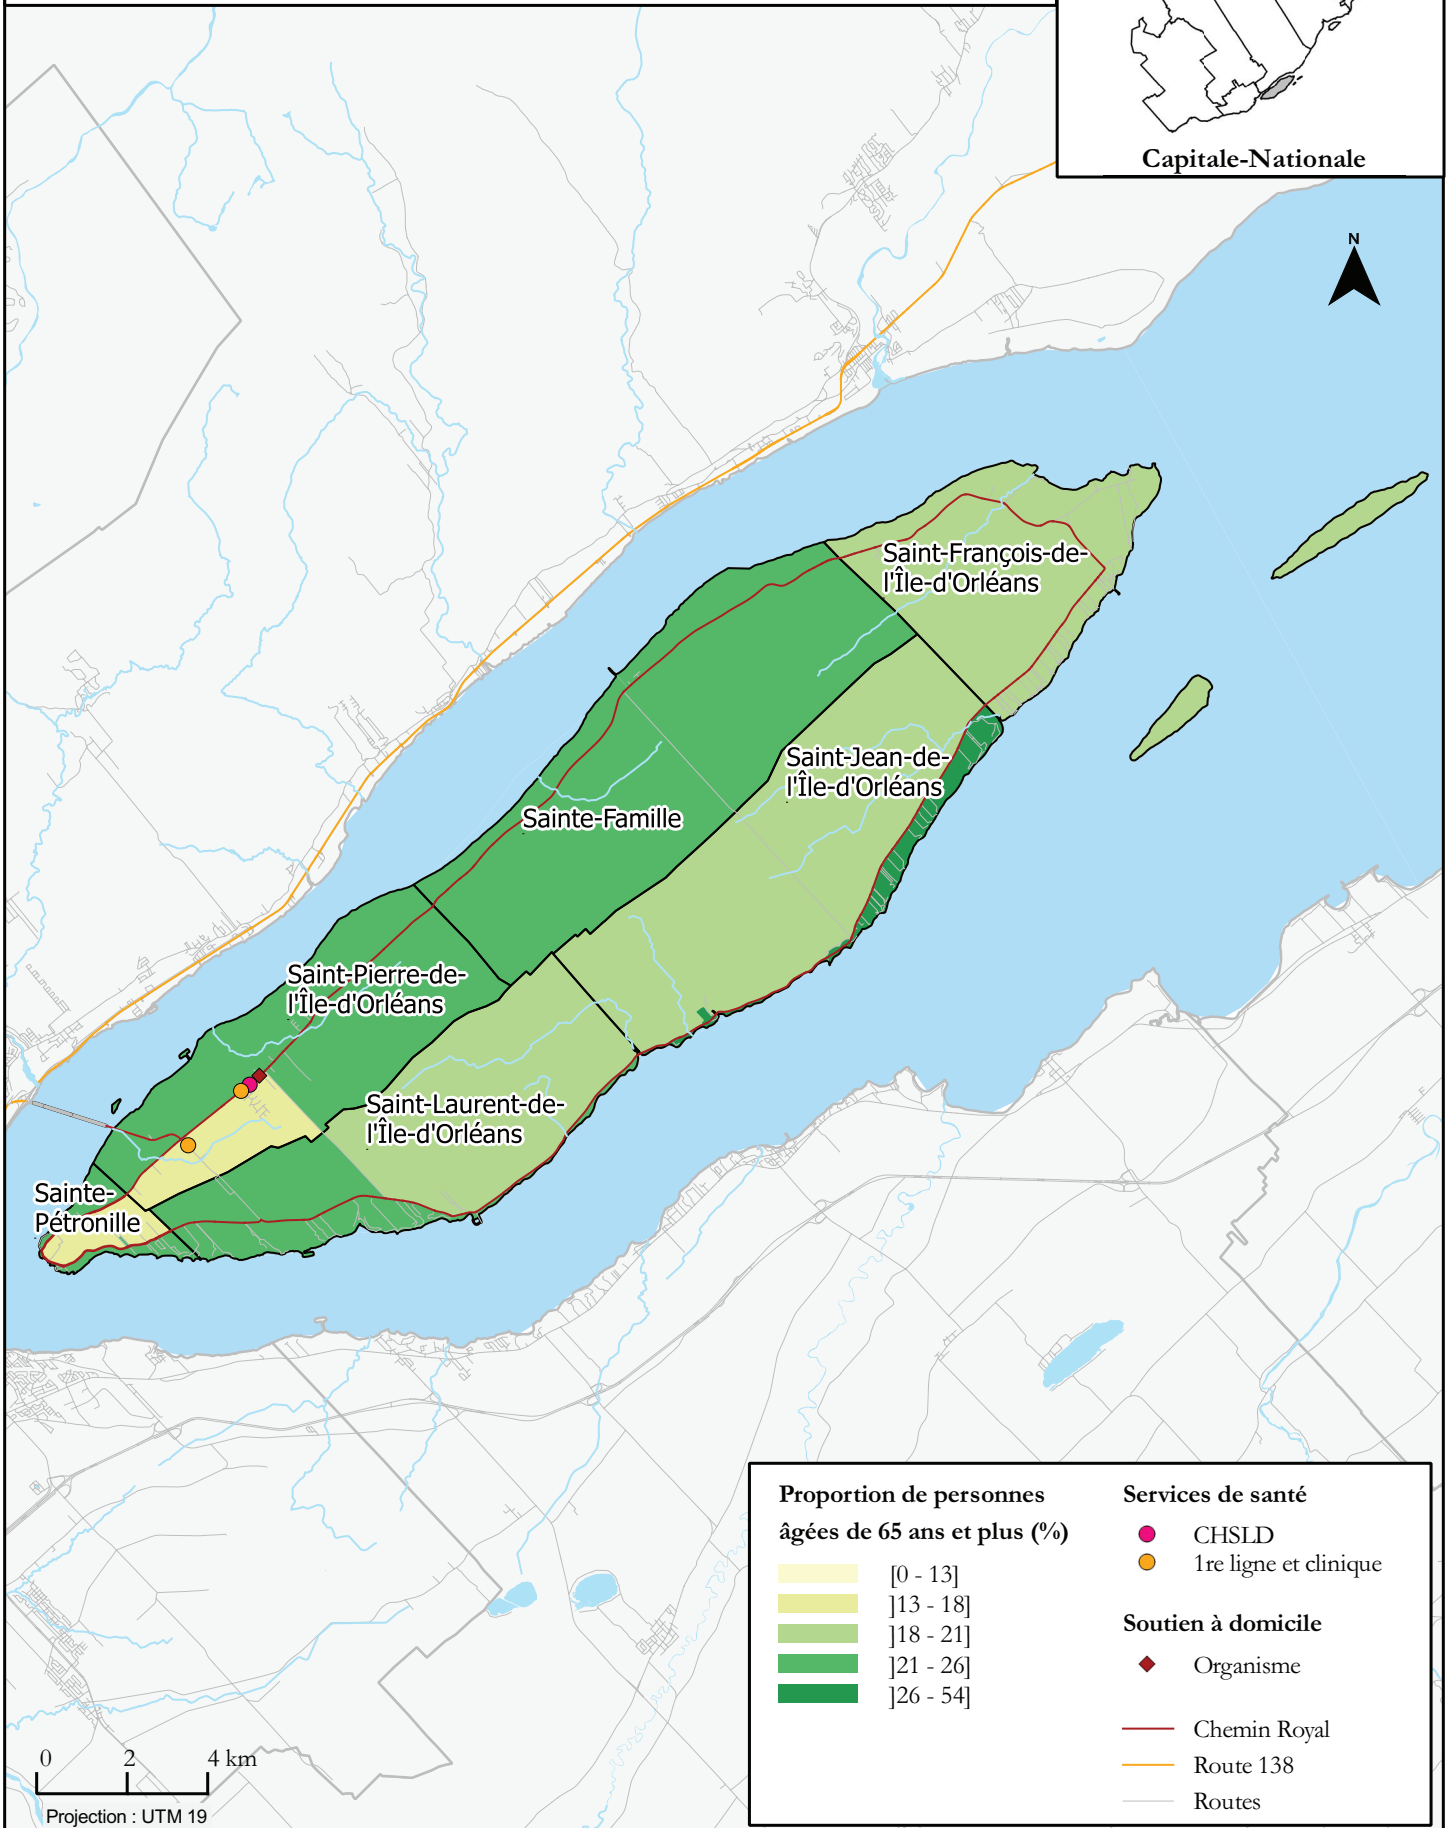 Capitale-Nationale
N
Saint-François-de-
l'Île-d'Orléans
Saint-Jean-de-
l'Île-d'Orléans
Sainte-Famille
Saint-Pierre-de-
l'Île-d'Orléans
Saint-Laurent-de-
l'Île-d'Orléans
Sainte-
Pétronille
Proportion de personnes
âgées de 65 ans et plus (%)
[0 - 13]
]13 - 18]
]18 - 21]
]21 - 26]
]26 - 54]
Services de santé
CHSLD
1re ligne et clinique
Soutien à domicile
Organisme
Chemin Royal
Route 138
Routes
0 2 4 km
Projection : UTM 19